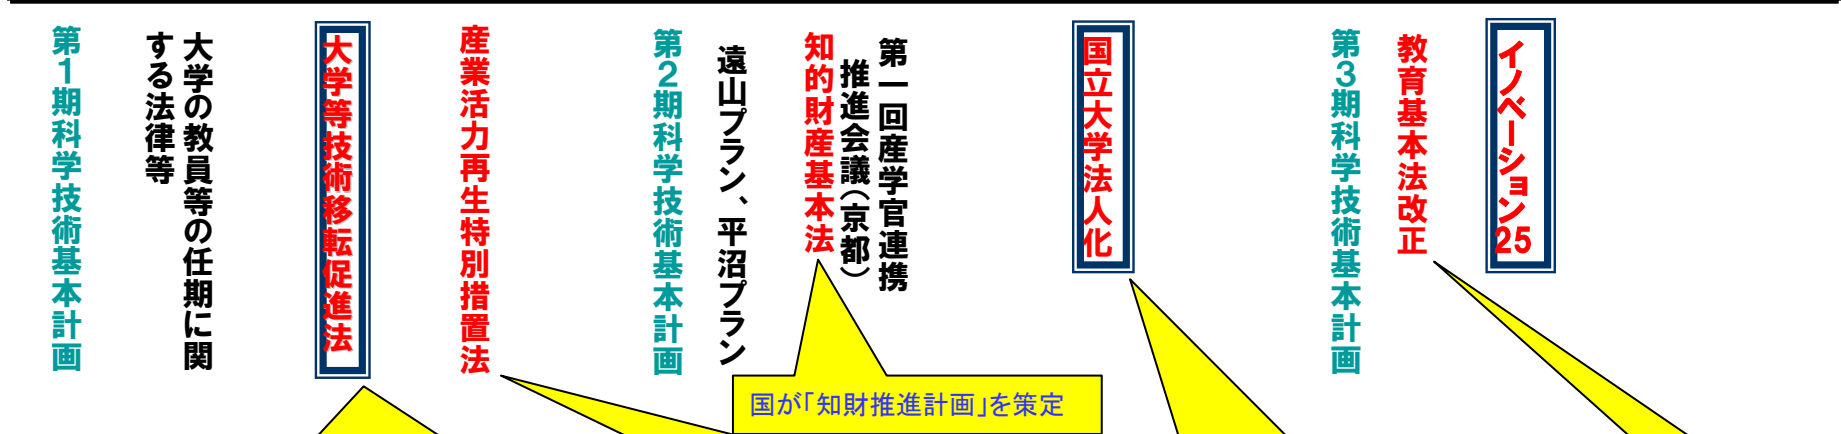 第1期科学技術基本計画
大学の教員等の任期に関
する法律等
大学等技術移転促進法
産業活力再生特別措置法
第2期科学技術基本計画
遠山プラン、平沼プラン
知的財産基本法
第一回産学官連携
推進会議(京都)
国立大学法人化
第3期科学技術基本計画
教育基本法改正
イノベーション25
国が「知財推進計画」を策定